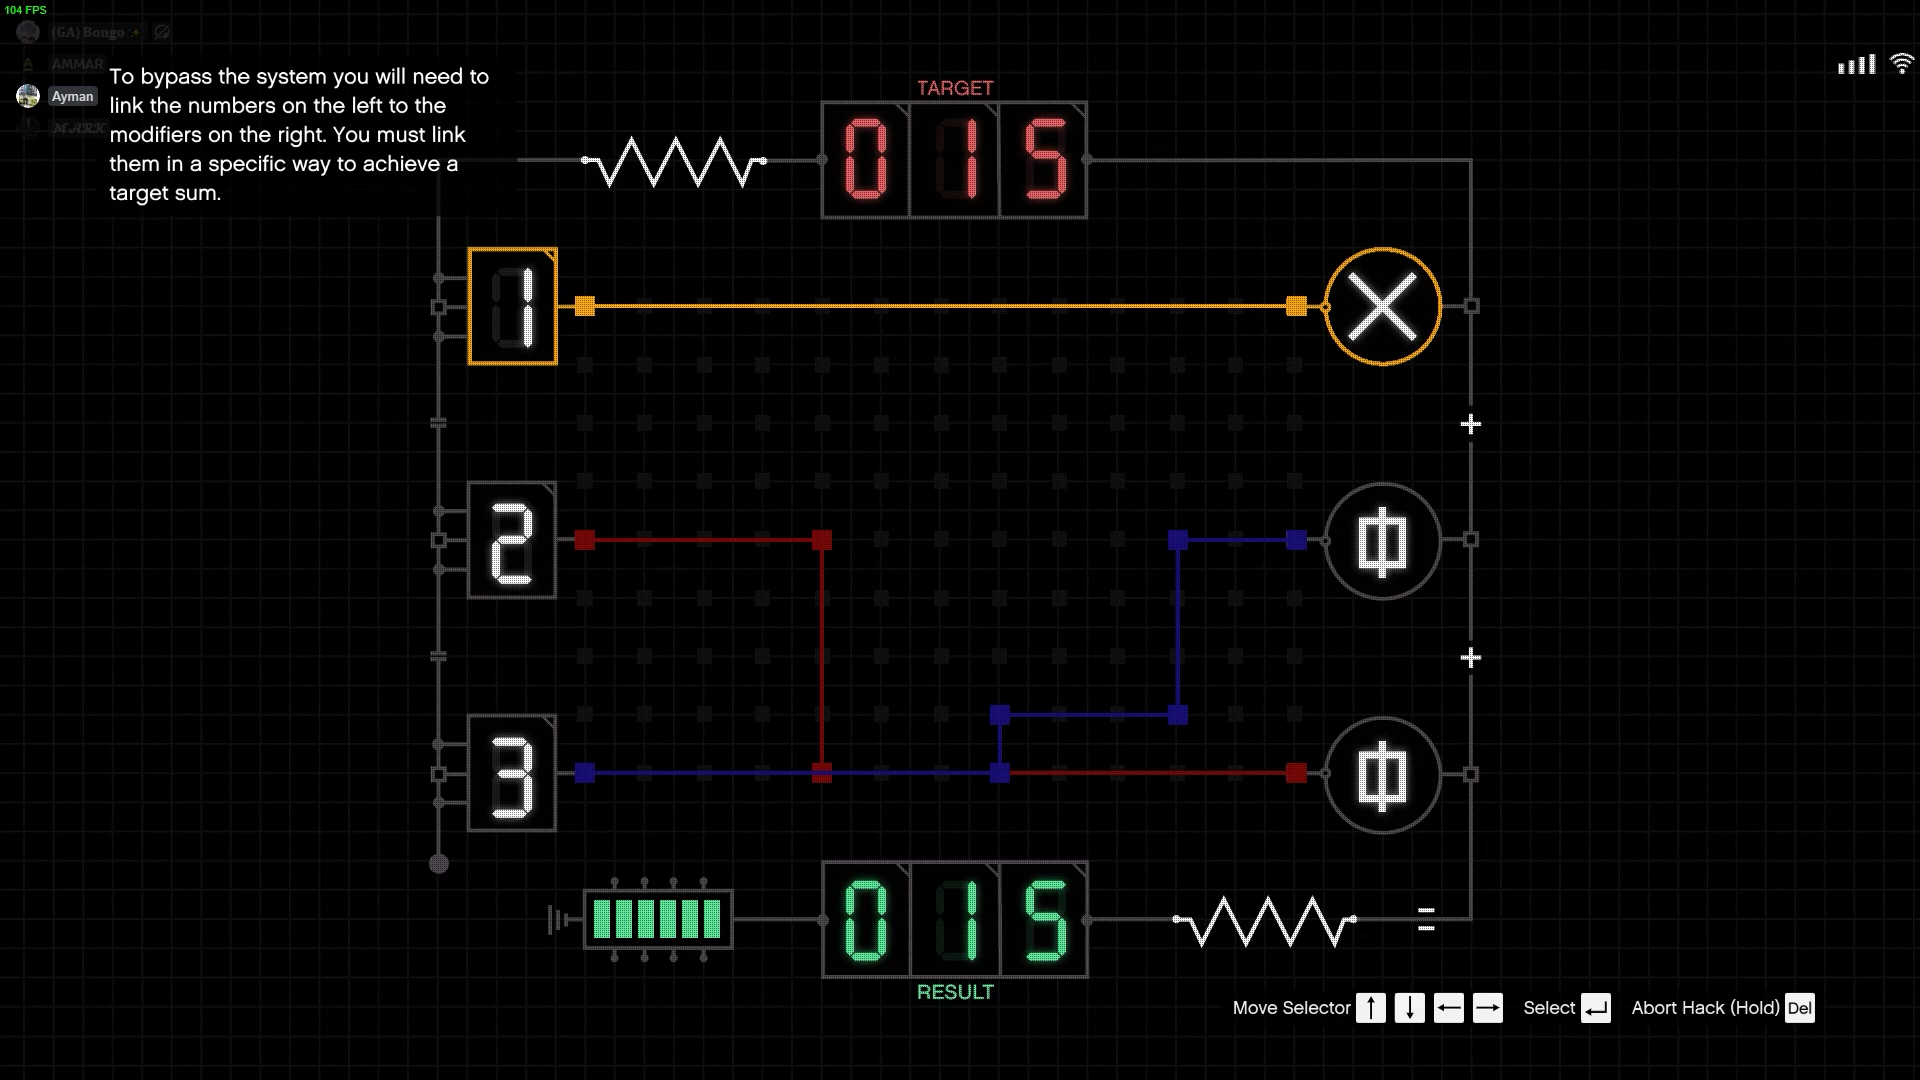 104 FPS
(GA) Bongo
AMMAR
Ayman
MARK
To bypass the system you will need to
link the numbers on the left to the
modifiers on the right. You must link
them in a specific way to achieve a
target sum.
TARGET
015
1
2
3
+
+
=
015
RESULT
Move Selector ↑ ↓ ← → Select ↵ Abort Hack (Hold) Del